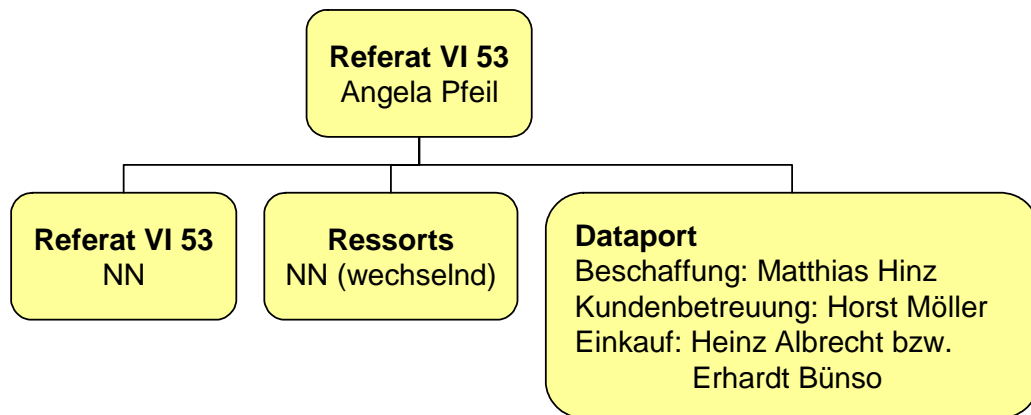 Referat VI 53
Angela Pfeil
Referat VI 53
NN
Ressorts
NN (wechselnd)
Dataport
Beschaffung: Matthias Hinz
Kundenbetreuung: Horst Möller
Einkauf: Heinz Albrecht bzw.
Erhardt Bünso